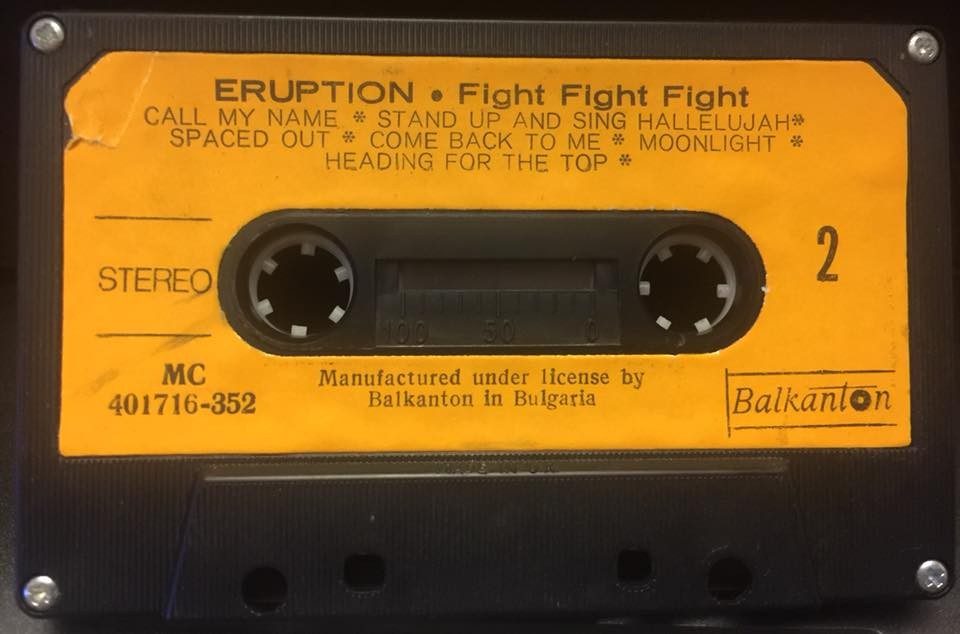 ERUPTION • Fight Fight Fight
CALL MY NAME * STAND UP AND SING HALLELUJAH*
SPACED OUT * COME BACK TO ME * MOONLIGHT *
HEADING FOR THE TOP *
2
STEREO
100 50 0
MC
401716-352
Manufactured under license by
Balkanton in Bulgaria
Balkanton